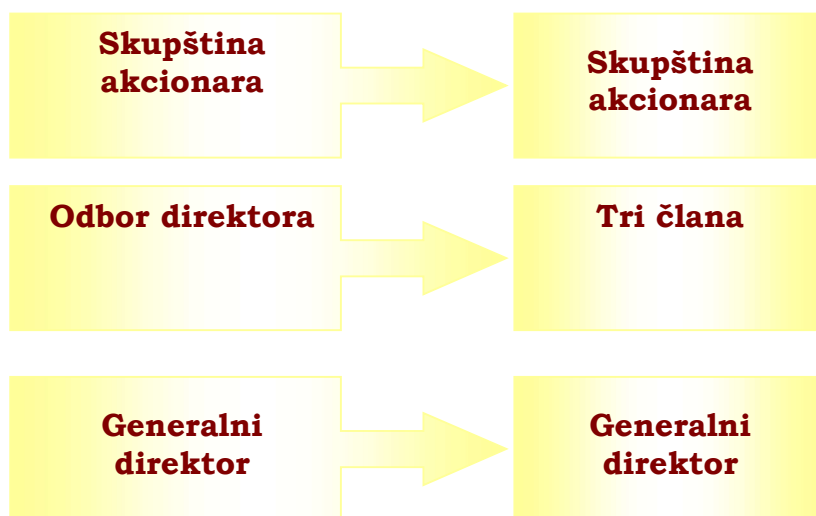 Skupština
akcionara
Skupština
akcionara
Odbor direktora
Tri člana
Generalni
direktor
Generalni
direktor